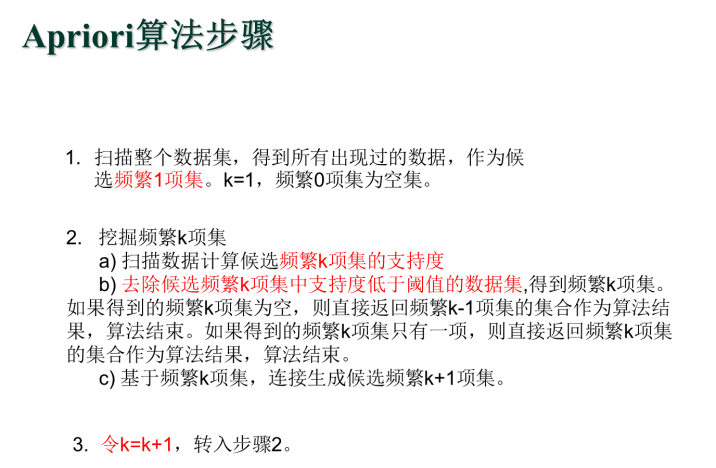 Apriori算法步骤
1. 扫描整个数据集，得到所有出现过的数据，作为候
选频繁1项集。k=1，频繁0项集为空集。
2. 挖掘频繁k项集
a) 扫描数据计算候选频繁k项集的支持度
b) 去除候选频繁k项集中支持度低于阈值的数据集,得到频繁k项集。
如果得到的频繁k项集为空，则直接返回频繁k-1项集的集合作为算法结
果，算法结束。如果得到的频繁k项集只有一项，则直接返回频繁k项集
的集合作为算法结果，算法结束。
c) 基于频繁k项集，连接生成候选频繁k+1项集。
3. 令k=k+1，转入步骤2。